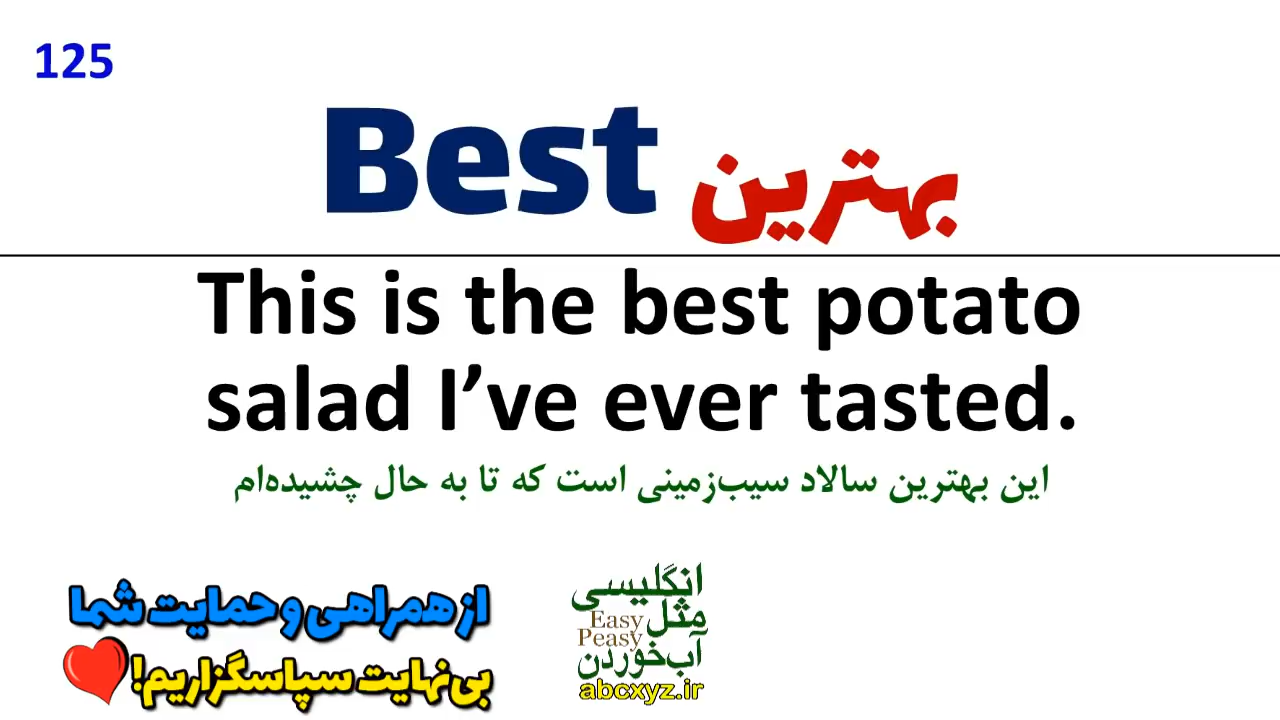 125
Best بهترین
This is the best potato
salad I’ve ever tasted.
این بهترین سالاد سیب‌زمینی است که تا به حال چشیده‌ام
از همراهی و حمایت شما
بی‌نهایت سپاسگزاریم!
انگلیسی
مثل
Easy
Peasy
آب‌خوردن
abcxyz.ir